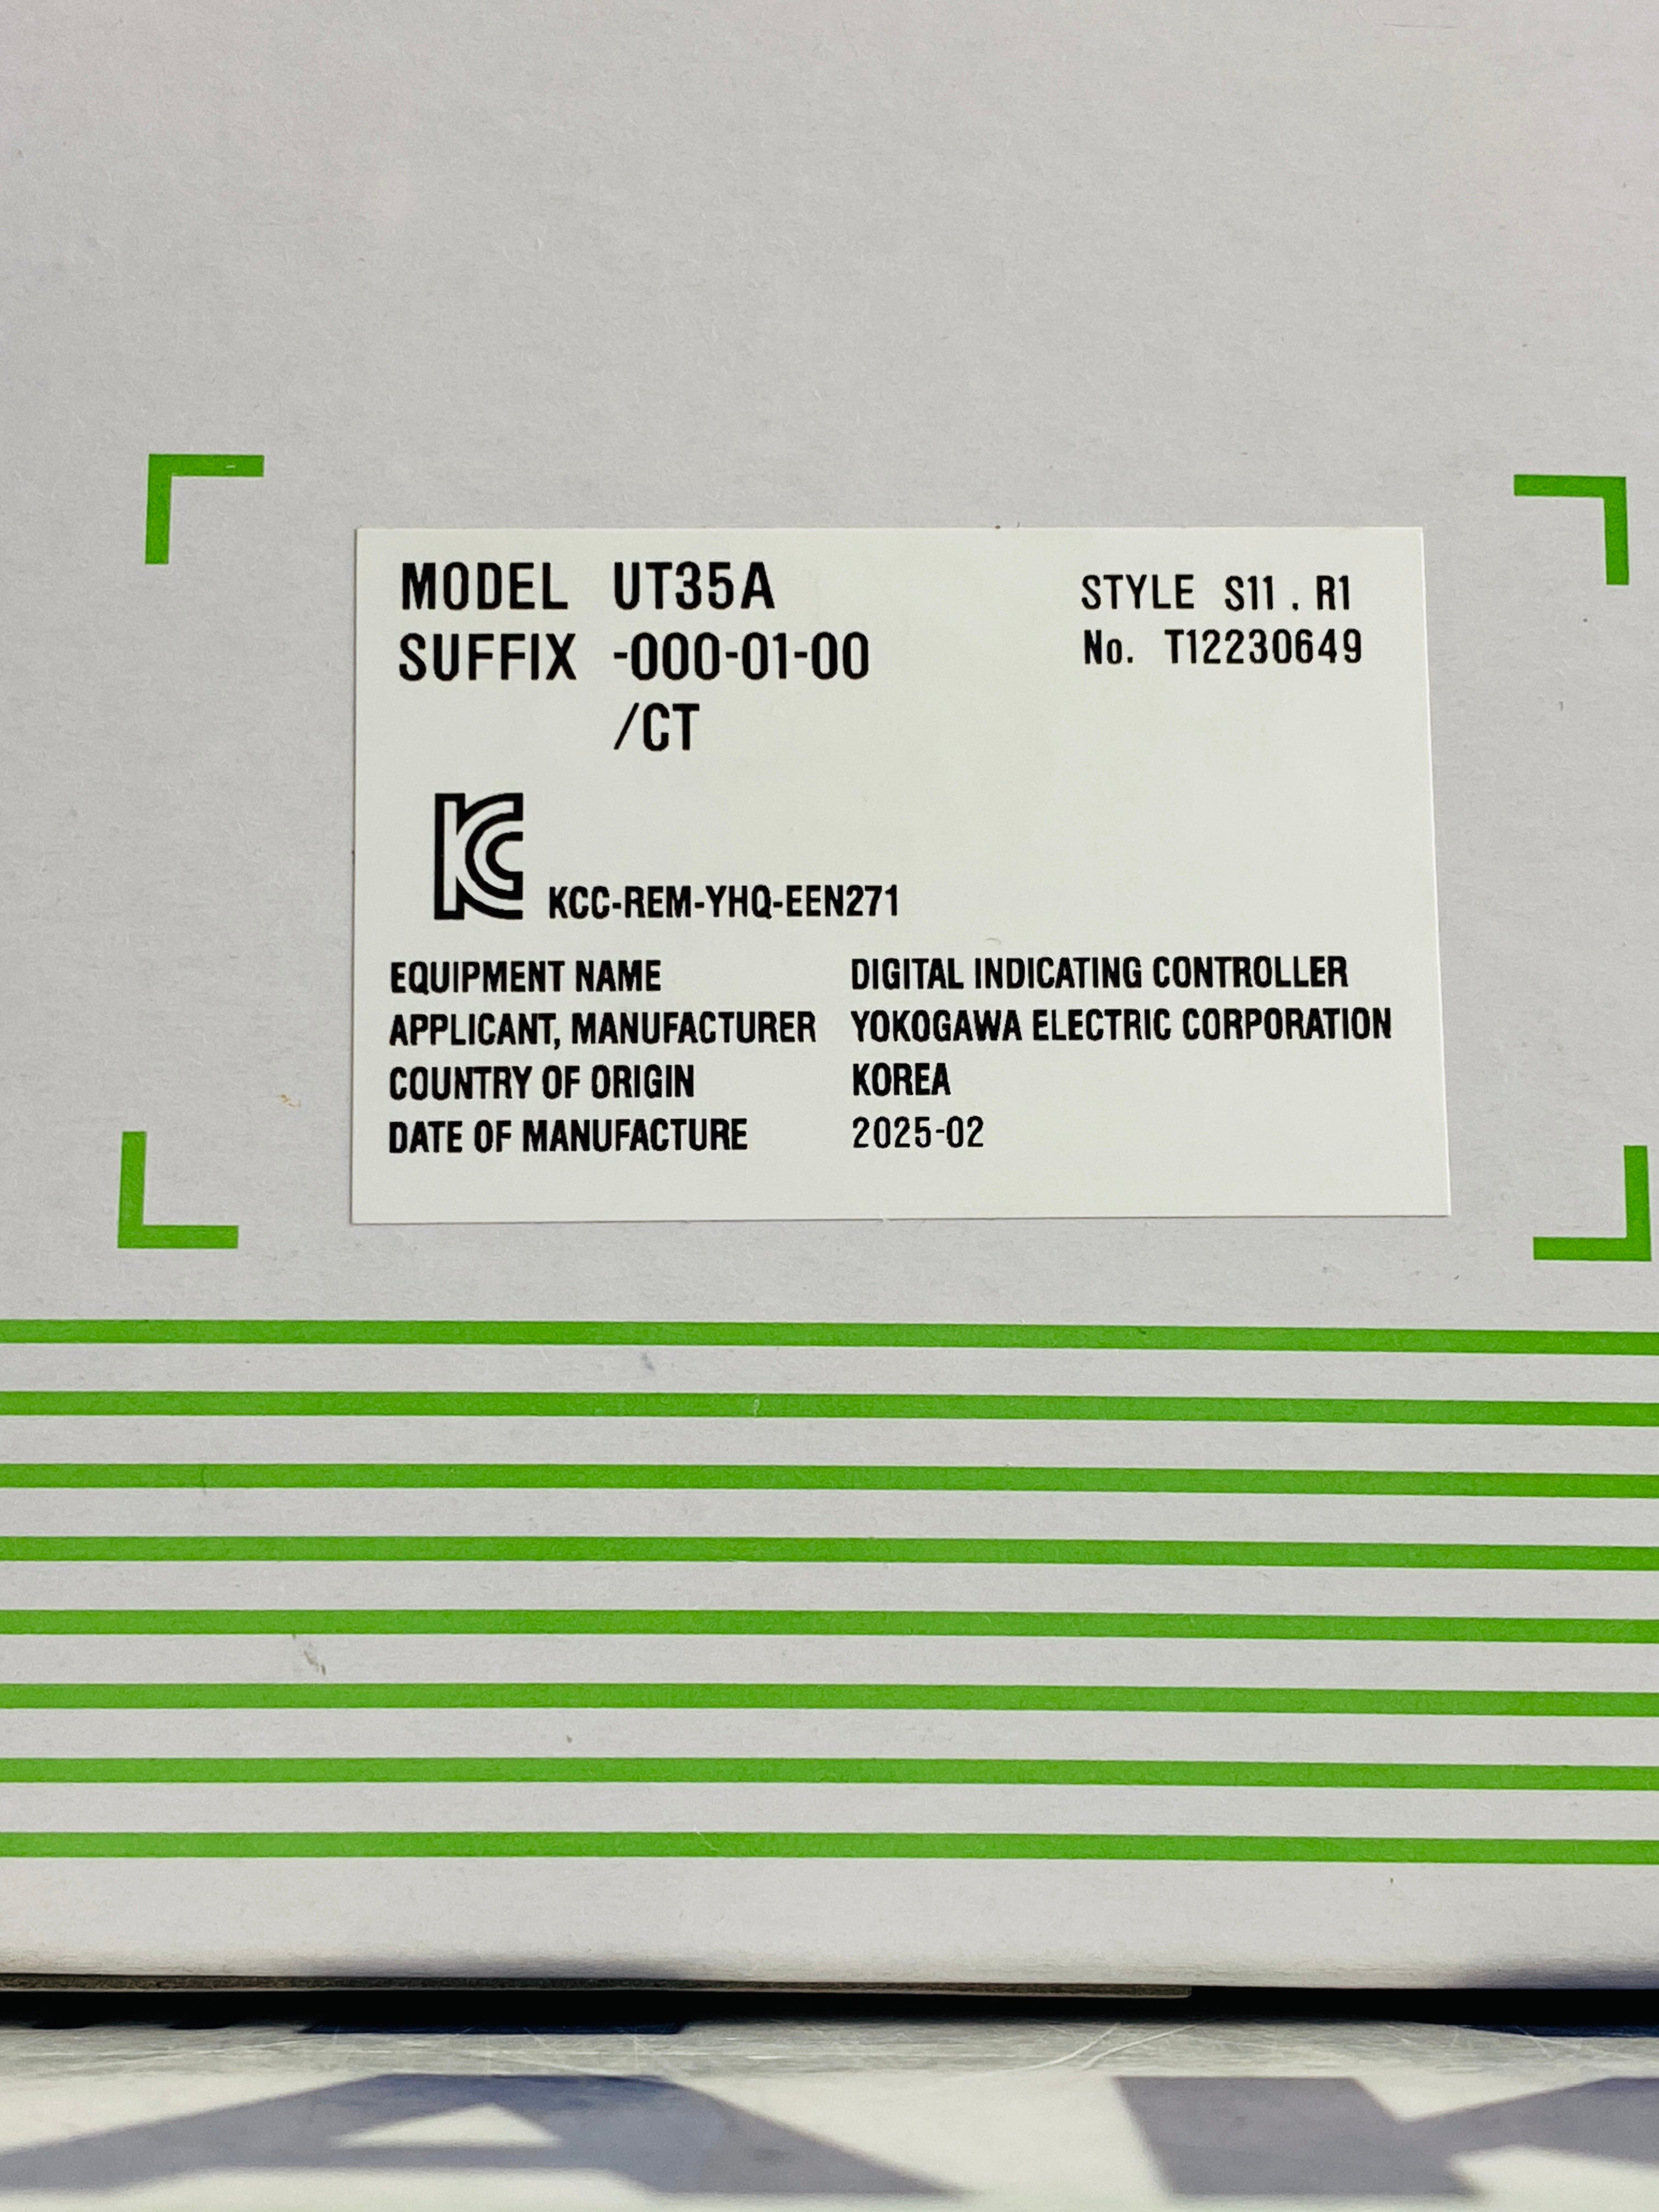 MODEL UT35A
SUFFIX -000-01-00
/CT
STYLE S11 . R1
No. T12230649
KC KCC-REM-YHQ-EEN271
EQUIPMENT NAME DIGITAL INDICATING CONTROLLER
APPLICANT, MANUFACTURER YOKOGAWA ELECTRIC CORPORATION
COUNTRY OF ORIGIN KOREA
DATE OF MANUFACTURE 2025-02